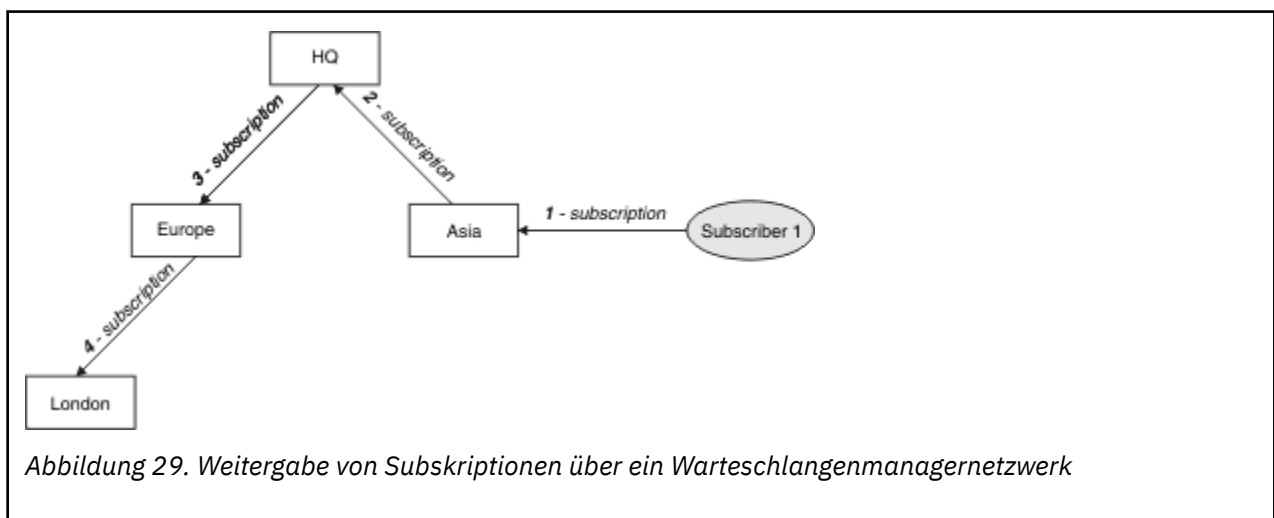 HQ
3 - subscription
2 - subscription
Europe
Asia
1 - subscription
Subscriber 1
4 - subscription
London
Abbildung 29. Weitergabe von Subskriptionen über ein Warteschlangenmanagernetzwerk